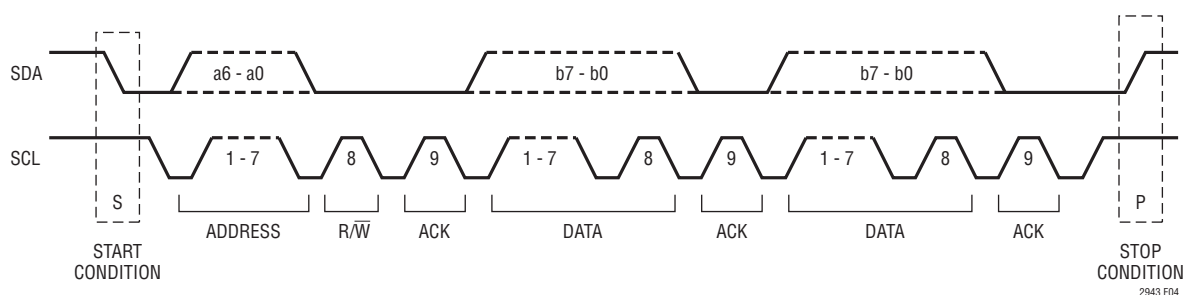 SDA
a6 - a0
b7 - b0
b7 - b0
SCL
1 - 7
8
9
1 - 7
8
9
1 - 7
8
9
S
P
ADDRESS
R/W̅
ACK
DATA
ACK
DATA
ACK
START
CONDITION
STOP
CONDITION
2943 F04